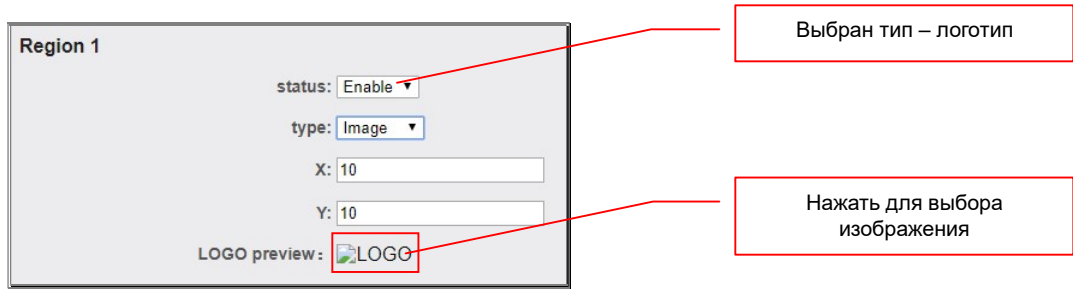 Region 1
status: Enable
type: Image
X: 10
Y: 10
LOGO preview: LOGO
Выбран тип – логотип
Нажать для выбора
изображения